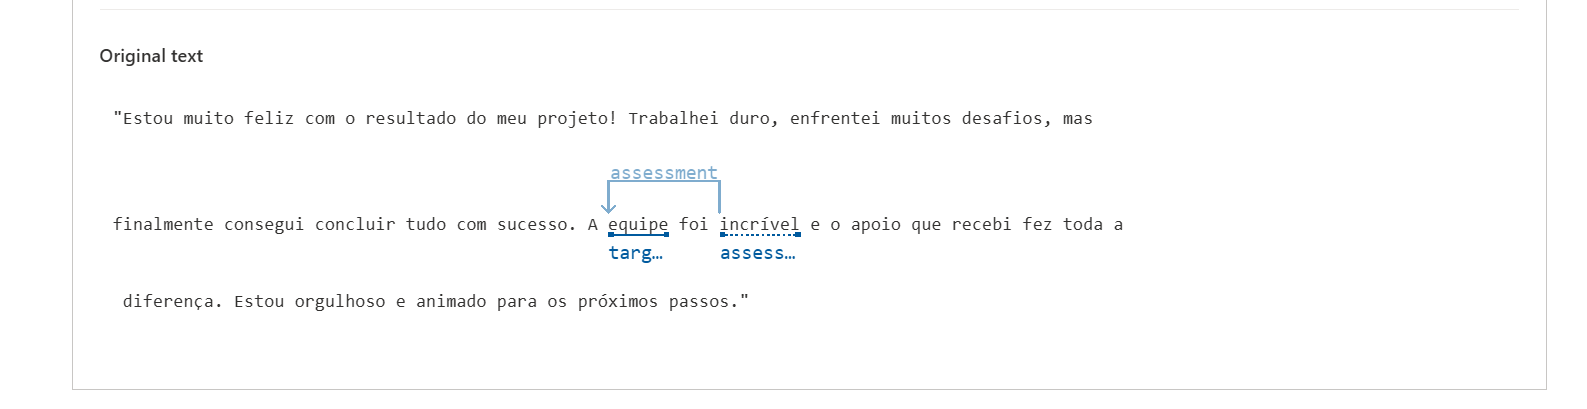 Original text
"Estou muito feliz com o resultado do meu projeto! Trabalhei duro, enfrentei muitos desafios, mas
assessment
finalmente consegui concluir tudo com sucesso. A equipe foi incrível e o apoio que recebi fez toda a
targ… assess…
diferença. Estou orgulhoso e animado para os próximos passos."